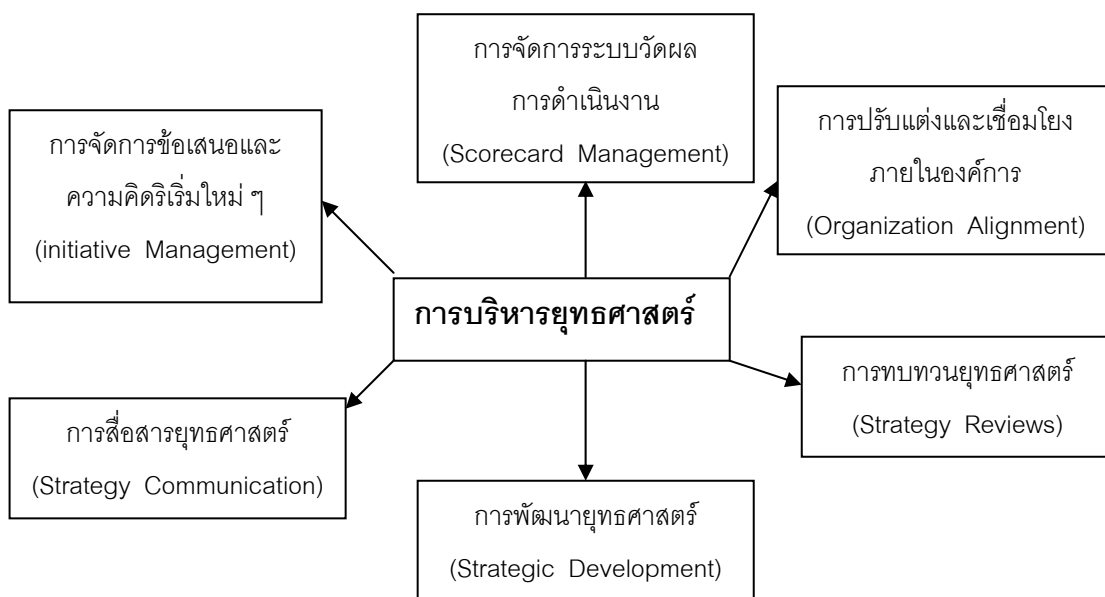 การจัดการระบบวัดผล
การดำเนินงาน
(Scorecard Management)
การจัดการข้อเสนอและ
ความคิดริเริ่มใหม่ ๆ
(initiative Management)
การปรับแต่งและเชื่อมโยง
ภายในองค์การ
(Organization Alignment)
การบริหารยุทธศาสตร์
การทบทวนยุทธศาสตร์
(Strategy Reviews)
การสื่อสารยุทธศาสตร์
(Strategy Communication)
การพัฒนายุทธศาสตร์
(Strategic Development)